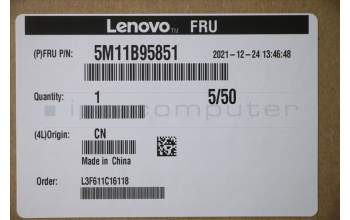 Lenovo™ FRU
(P)FRU P/N: 5M11B95851 2021-12-24 13:46:48
Quantity: 1 5/50
(4L)Origin: CN
Made in China
Order: L3F611C16118